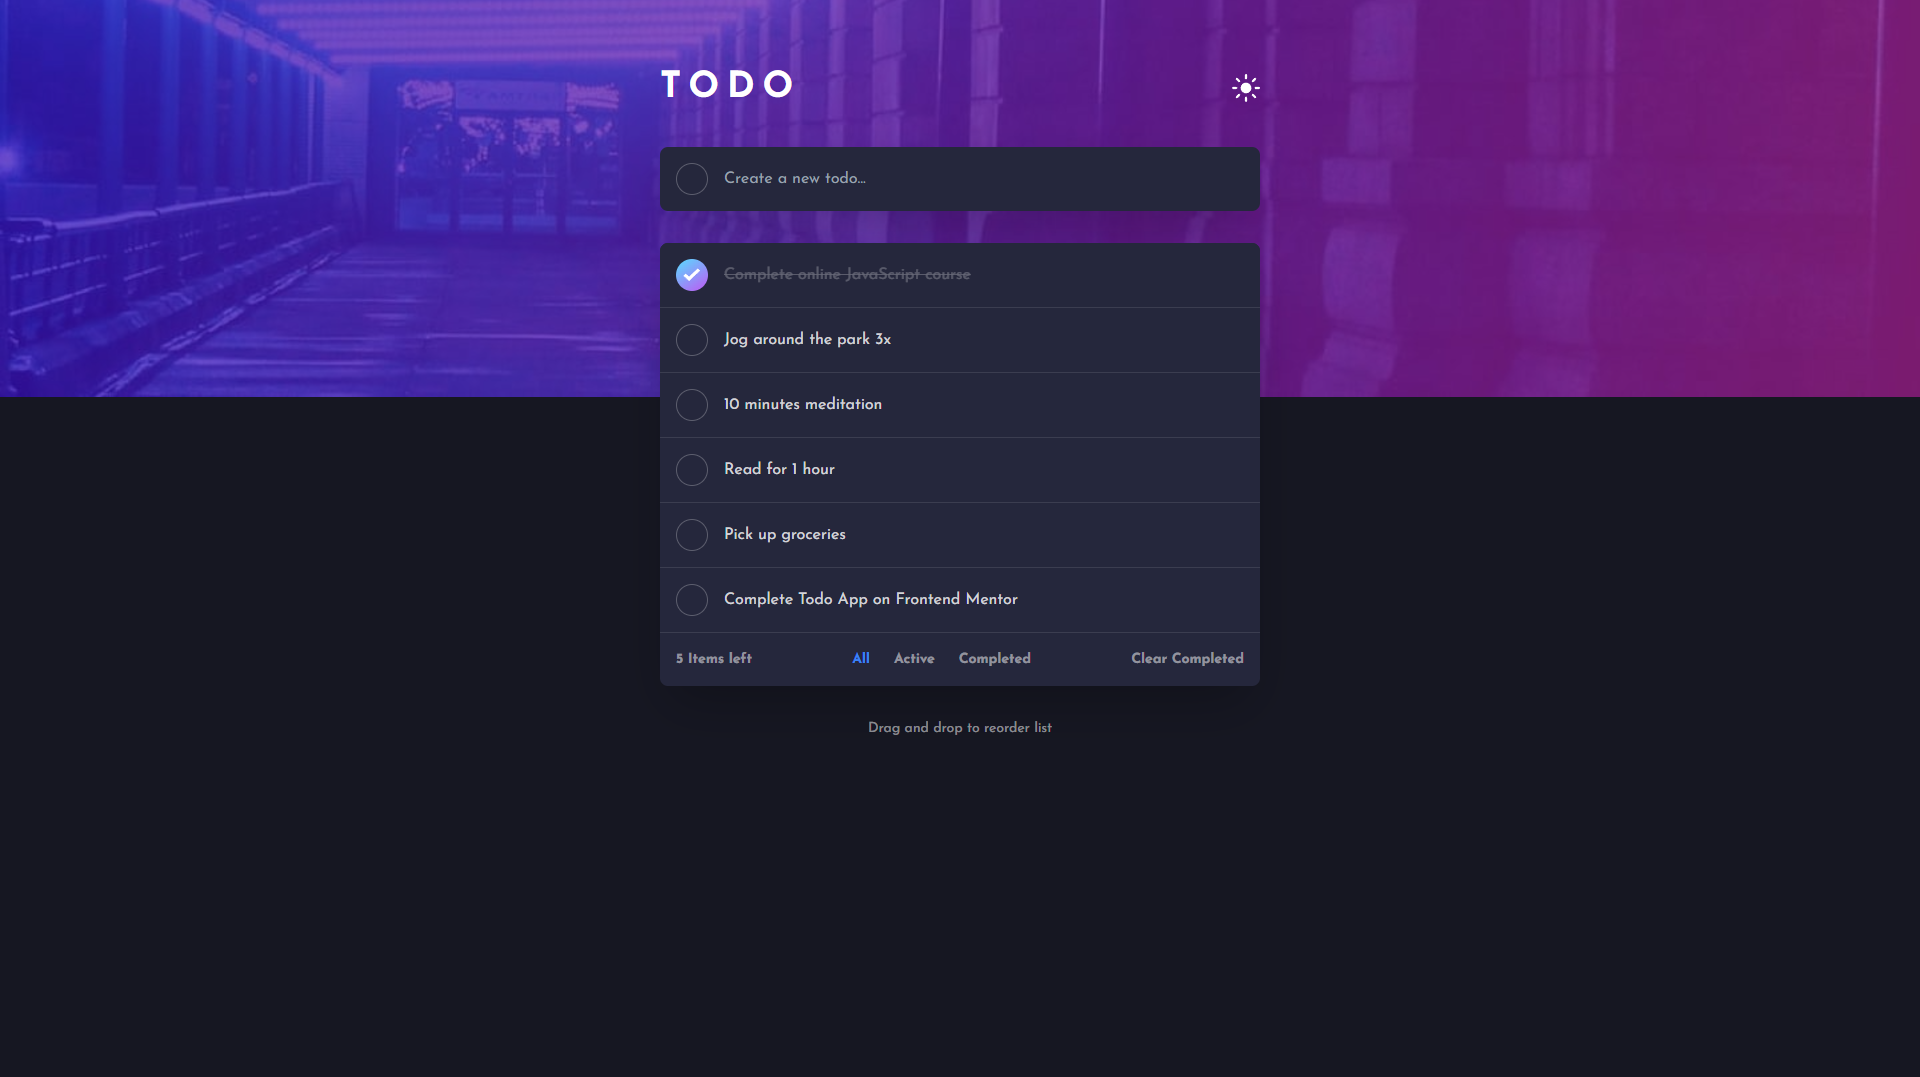 TODO
Create a new todo...
Complete online JavaScript course
Jog around the park 3x
10 minutes meditation
Read for 1 hour
Pick up groceries
Complete Todo App on Frontend Mentor
5 Items left All Active Completed Clear Completed
Drag and drop to reorder list